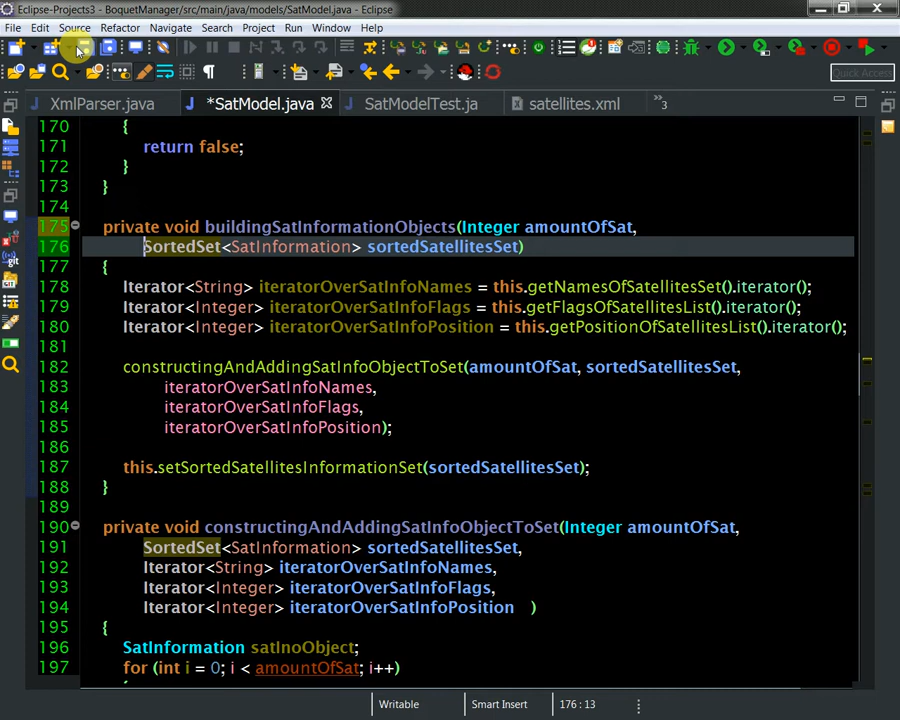 Eclipse-Projects3 - BoquetManager/src/main/java/models/SatModel.java - Eclipse
File Edit Source Refactor Navigate Search Project Run Window Help
Quick Access
XmlParser.java *SatModel.java SatModelTest.ja satellites.xml »3
170 {
171 return false;
172 }
173 }
174
175 private void buildingSatInformationObjects(Integer amountOfSat,
176 SortedSet<SatInformation> sortedSatellitesSet)
177 {
178 Iterator<String> iteratorOverSatInfoNames = this.getNamesOfSatellitesSet().iterator();
179 Iterator<Integer> iteratorOverSatInfoFlags = this.getFlagsOfSatellitesList().iterator();
180 Iterator<Integer> iteratorOverSatInfoPosition = this.getPositionOfSatellitesList().iterator();
181
182 constructingAndAddingSatInfoObjectToSet(amountOfSat, sortedSatellitesSet,
183 iteratorOverSatInfoNames,
184 iteratorOverSatInfoFlags,
185 iteratorOverSatInfoPosition);
186
187 this.setSortedSatellitesInformationSet(sortedSatellitesSet);
188 }
189
190 private void constructingAndAddingSatInfoObjectToSet(Integer amountOfSat,
191 SortedSet<SatInformation> sortedSatellitesSet,
192 Iterator<String> iteratorOverSatInfoNames,
193 Iterator<Integer> iteratorOverSatInfoFlags,
194 Iterator<Integer> iteratorOverSatInfoPosition )
195 {
196 SatInformation satInoObject;
197 for (int i = 0; i < amountOfSat; i++)
Writable Smart Insert 176 : 13